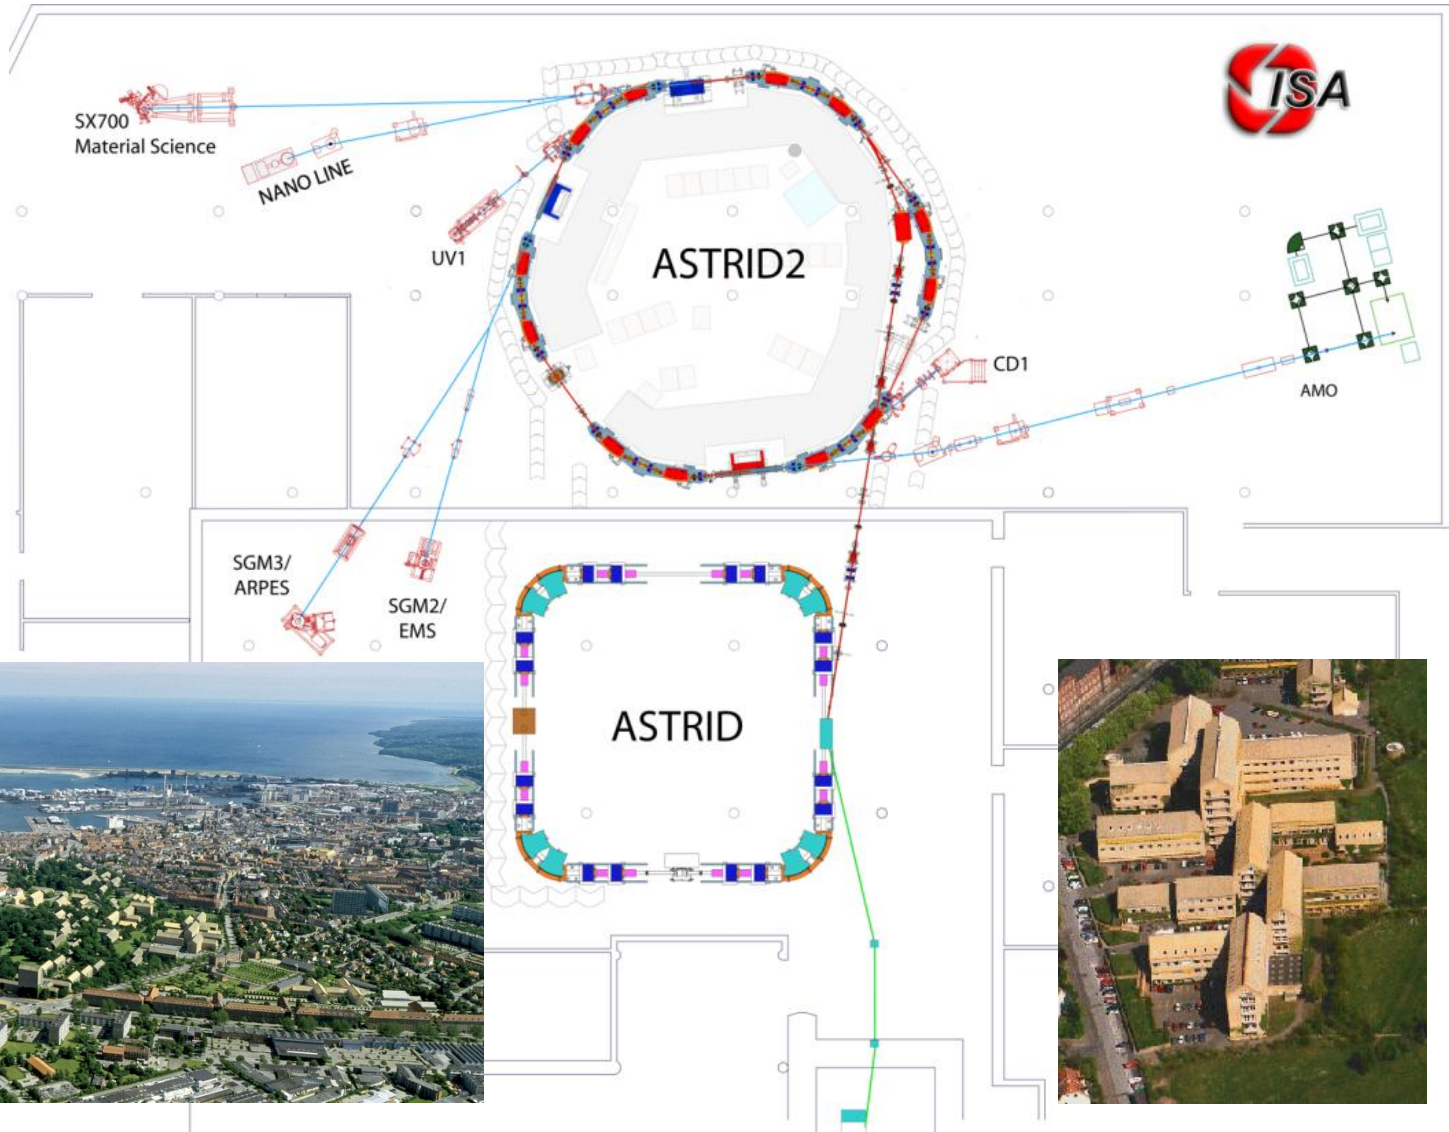 ISA
SX700
Material Science
NANO LINE
UV1
ASTRID2
CD1
AMO
SGM3/
ARPES
SGM2/
EMS
ASTRID